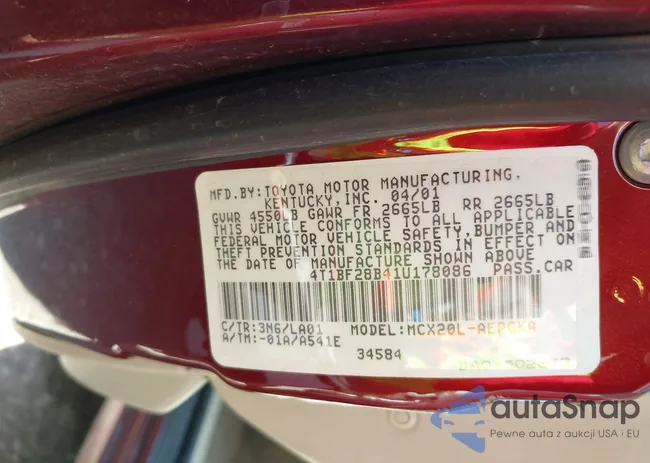 MFD.BY:TOYOTA MOTOR MANUFACTURING,
KENTUCKY,INC. 04/01
GVWR 4550LB GAWR FR 2665LB RR 2665LB
THIS VEHICLE CONFORMS TO ALL APPLICABLE
FEDERAL MOTOR VEHICLE SAFETY,BUMPER AND
THEFT PREVENTION STANDARDS IN EFFECT ON
THE DATE OF MANUFACTURE SHOWN ABOVE
4T1BF28B41U178086 PASS.CAR
C/TR:3N6/LA01 MODEL:MCX20L-AEPGKA
A/TM:-01A/A541E
34584
autoSnap
Pewne auta z aukcji USA i EU